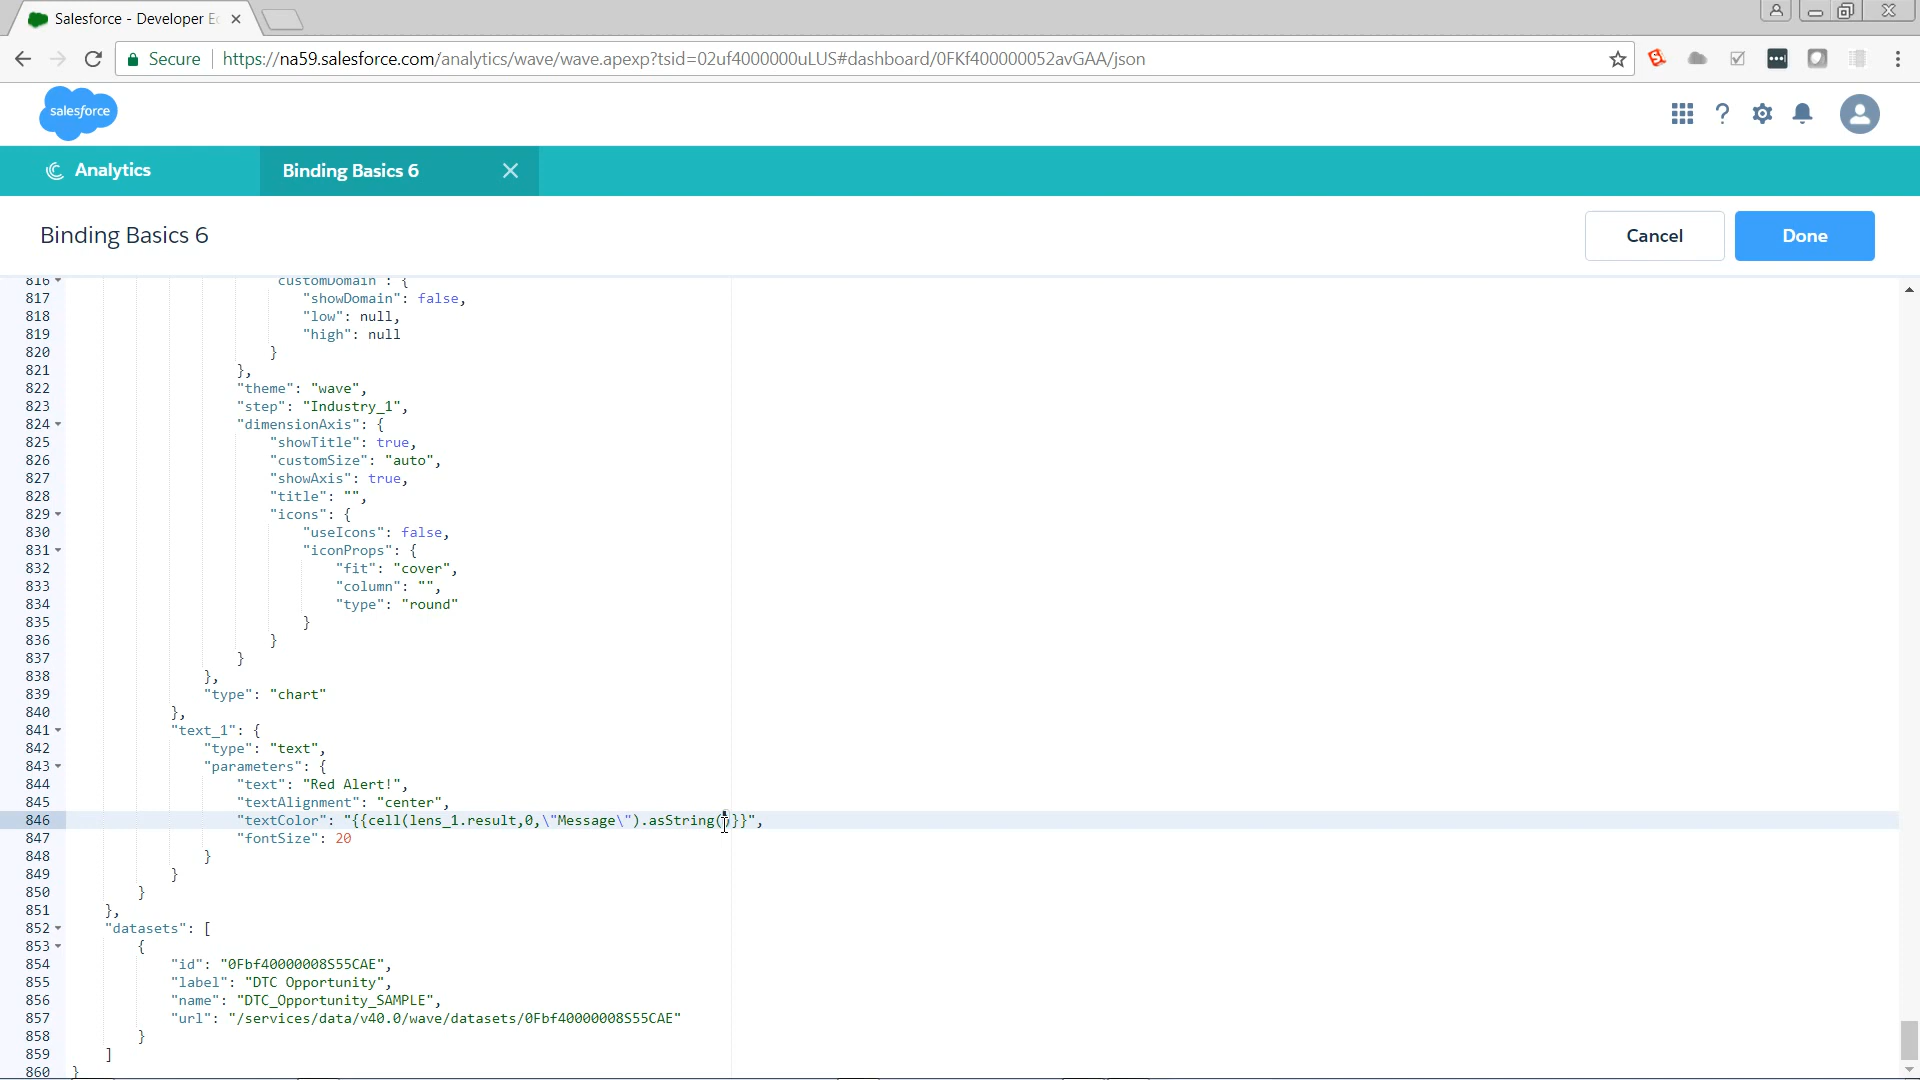 Salesforce - Developer E
Secure https://na59.salesforce.com/analytics/wave/wave.apexp?tsid=02uf4000000uLUS#dashboard/0FKf400000052avGAA/json
salesforce
Analytics
Binding Basics 6
Binding Basics 6
Cancel
Done
816 customDomain": {
817 "showDomain": false,
818 "low": null,
819 "high": null
820 }
821 },
822 "theme": "wave",
823 "step": "Industry_1",
824 "dimensionAxis": {
825 "showTitle": true,
826 "customSize": "auto",
827 "showAxis": true,
828 "title": "",
829 "icons": {
830 "useIcons": false,
831 "iconProps": {
832 "fit": "cover",
833 "column": "",
834 "type": "round"
835 }
836 }
837 }
838 },
839 "type": "chart"
840 },
841 "text_1": {
842 "type": "text",
843 "parameters": {
844 "text": "Red Alert!",
845 "textAlignment": "center",
846 "textColor": "{{cell(lens_1.result,0,\"Message\").asString()}}",
847 "fontSize": 20
848 }
849 }
850 }
851 },
852 "datasets": [
853 {
854 "id": "0Fbf40000008S55CAE",
855 "label": "DTC Opportunity",
856 "name": "DTC_Opportunity_SAMPLE",
857 "url": "/services/data/v40.0/wave/datasets/0Fbf40000008S55CAE"
858 }
859 ]
860 }